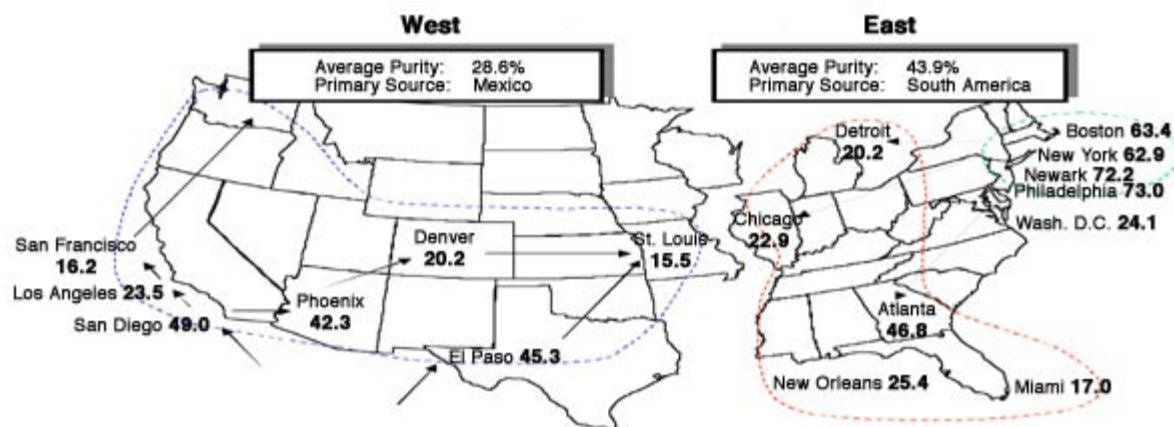 West
East
Average Purity: 28.6%
Primary Source: Mexico
Average Purity: 43.9%
Primary Source: South America
Detroit
20.2
Boston 63.4
New York 62.9
Newark 72.2
Philadelphia 73.0
Wash. D.C. 24.1
Chicago
22.9
San Francisco
16.2
Denver
20.2
St. Louis
15.5
Los Angeles 23.5
San Diego 49.0
Phoenix
42.3
El Paso 45.3
Atlanta
46.8
New Orleans 25.4
Miami 17.0